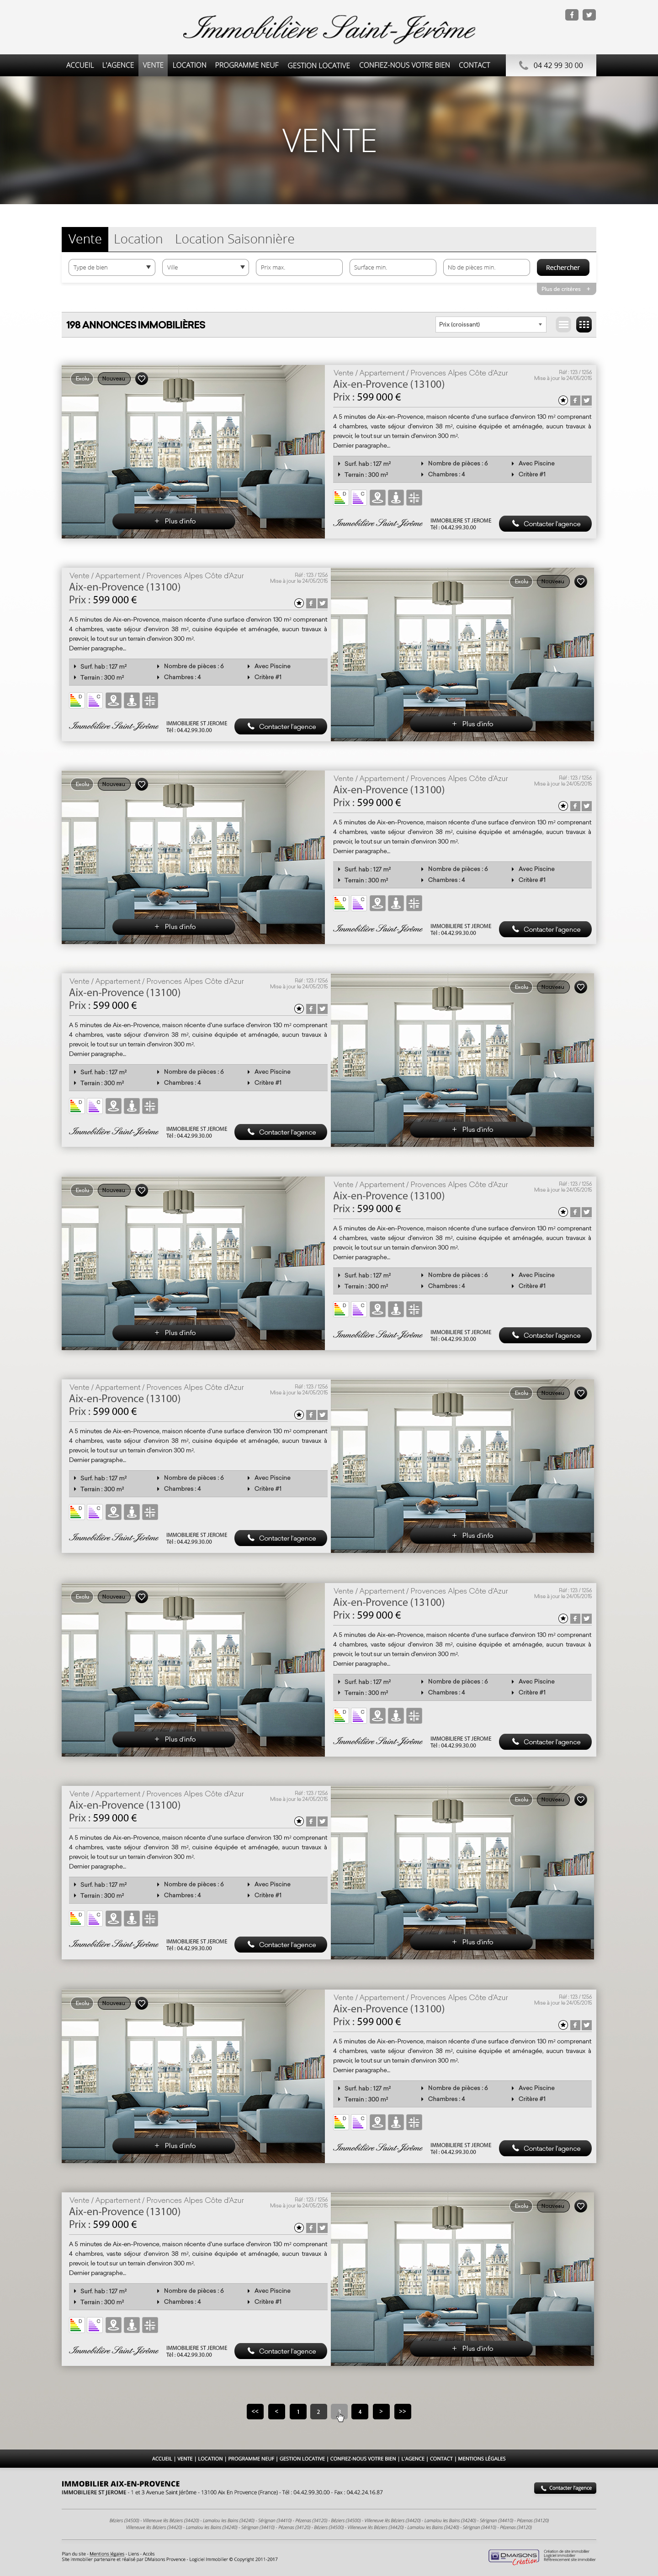 Immobilière Saint-Jérôme
ACCUEIL L'AGENCE VENTE LOCATION PROGRAMME NEUF GESTION LOCATIVE CONFIEZ-NOUS VOTRE BIEN CONTACT 04 42 99 30 00
VENTE
Vente Location Location Saisonnière
Type de bien Ville Prix max. Surface min. Nb de pièces min. Rechercher
Plus de critères
198 ANNONCES IMMOBILIÈRES Prix (croissant)
Exclu Nouveau
Plus d'info
Vente / Appartement / Provences Alpes Côte d'Azur Réf : 123 / 1256
Aix-en-Provence (13100) Mise à jour le 24/05/2015
Prix : 599 000 €
A 5 minutes de Aix-en-Provence, maison récente d'une surface d'environ 130 m² comprenant
4 chambres, vaste séjour d'environ 38 m², cuisine équipée et aménagée, aucun travaux à
prevoir, le tout sur un terrain d'environ 300 m².
Dernier paragraphe...
Surf. hab : 127 m² Nombre de pièces : 6 Avec Piscine
Terrain : 300 m² Chambres : 4 Critère #1
D C
Immobilière Saint-Jérôme IMMOBILIERE ST JEROME Contacter l'agence
Tél : 04.42.99.30.00
Vente / Appartement / Provences Alpes Côte d'Azur Réf : 123 / 1256
Aix-en-Provence (13100) Mise à jour le 24/05/2015
Prix : 599 000 €
A 5 minutes de Aix-en-Provence, maison récente d'une surface d'environ 130 m² comprenant
4 chambres, vaste séjour d'environ 38 m², cuisine équipée et aménagée, aucun travaux à
prevoir, le tout sur un terrain d'environ 300 m².
Dernier paragraphe...
Surf. hab : 127 m² Nombre de pièces : 6 Avec Piscine
Terrain : 300 m² Chambres : 4 Critère #1
D C
Immobilière Saint-Jérôme IMMOBILIERE ST JEROME Contacter l'agence
Tél : 04.42.99.30.00
Exclu Nouveau
Plus d'info
Exclu Nouveau
Plus d'info
Vente / Appartement / Provences Alpes Côte d'Azur Réf : 123 / 1256
Aix-en-Provence (13100) Mise à jour le 24/05/2015
Prix : 599 000 €
A 5 minutes de Aix-en-Provence, maison récente d'une surface d'environ 130 m² comprenant
4 chambres, vaste séjour d'environ 38 m², cuisine équipée et aménagée, aucun travaux à
prevoir, le tout sur un terrain d'environ 300 m².
Dernier paragraphe...
Surf. hab : 127 m² Nombre de pièces : 6 Avec Piscine
Terrain : 300 m² Chambres : 4 Critère #1
D C
Immobilière Saint-Jérôme IMMOBILIERE ST JEROME Contacter l'agence
Tél : 04.42.99.30.00
Vente / Appartement / Provences Alpes Côte d'Azur Réf : 123 / 1256
Aix-en-Provence (13100) Mise à jour le 24/05/2015
Prix : 599 000 €
A 5 minutes de Aix-en-Provence, maison récente d'une surface d'environ 130 m² comprenant
4 chambres, vaste séjour d'environ 38 m², cuisine équipée et aménagée, aucun travaux à
prevoir, le tout sur un terrain d'environ 300 m².
Dernier paragraphe...
Surf. hab : 127 m² Nombre de pièces : 6 Avec Piscine
Terrain : 300 m² Chambres : 4 Critère #1
D C
Immobilière Saint-Jérôme IMMOBILIERE ST JEROME Contacter l'agence
Tél : 04.42.99.30.00
Exclu Nouveau
Plus d'info
Exclu Nouveau
Plus d'info
Vente / Appartement / Provences Alpes Côte d'Azur Réf : 123 / 1256
Aix-en-Provence (13100) Mise à jour le 24/05/2015
Prix : 599 000 €
A 5 minutes de Aix-en-Provence, maison récente d'une surface d'environ 130 m² comprenant
4 chambres, vaste séjour d'environ 38 m², cuisine équipée et aménagée, aucun travaux à
prevoir, le tout sur un terrain d'environ 300 m².
Dernier paragraphe...
Surf. hab : 127 m² Nombre de pièces : 6 Avec Piscine
Terrain : 300 m² Chambres : 4 Critère #1
D C
Immobilière Saint-Jérôme IMMOBILIERE ST JEROME Contacter l'agence
Tél : 04.42.99.30.00
Vente / Appartement / Provences Alpes Côte d'Azur Réf : 123 / 1256
Aix-en-Provence (13100) Mise à jour le 24/05/2015
Prix : 599 000 €
A 5 minutes de Aix-en-Provence, maison récente d'une surface d'environ 130 m² comprenant
4 chambres, vaste séjour d'environ 38 m², cuisine équipée et aménagée, aucun travaux à
prevoir, le tout sur un terrain d'environ 300 m².
Dernier paragraphe...
Surf. hab : 127 m² Nombre de pièces : 6 Avec Piscine
Terrain : 300 m² Chambres : 4 Critère #1
D C
Immobilière Saint-Jérôme IMMOBILIERE ST JEROME Contacter l'agence
Tél : 04.42.99.30.00
Exclu Nouveau
Plus d'info
Exclu Nouveau
Plus d'info
Vente / Appartement / Provences Alpes Côte d'Azur Réf : 123 / 1256
Aix-en-Provence (13100) Mise à jour le 24/05/2015
Prix : 599 000 €
A 5 minutes de Aix-en-Provence, maison récente d'une surface d'environ 130 m² comprenant
4 chambres, vaste séjour d'environ 38 m², cuisine équipée et aménagée, aucun travaux à
prevoir, le tout sur un terrain d'environ 300 m².
Dernier paragraphe...
Surf. hab : 127 m² Nombre de pièces : 6 Avec Piscine
Terrain : 300 m² Chambres : 4 Critère #1
D C
Immobilière Saint-Jérôme IMMOBILIERE ST JEROME Contacter l'agence
Tél : 04.42.99.30.00
Vente / Appartement / Provences Alpes Côte d'Azur Réf : 123 / 1256
Aix-en-Provence (13100) Mise à jour le 24/05/2015
Prix : 599 000 €
A 5 minutes de Aix-en-Provence, maison récente d'une surface d'environ 130 m² comprenant
4 chambres, vaste séjour d'environ 38 m², cuisine équipée et aménagée, aucun travaux à
prevoir, le tout sur un terrain d'environ 300 m².
Dernier paragraphe...
Surf. hab : 127 m² Nombre de pièces : 6 Avec Piscine
Terrain : 300 m² Chambres : 4 Critère #1
D C
Immobilière Saint-Jérôme IMMOBILIERE ST JEROME Contacter l'agence
Tél : 04.42.99.30.00
Exclu Nouveau
Plus d'info
Exclu Nouveau
Plus d'info
Vente / Appartement / Provences Alpes Côte d'Azur Réf : 123 / 1256
Aix-en-Provence (13100) Mise à jour le 24/05/2015
Prix : 599 000 €
A 5 minutes de Aix-en-Provence, maison récente d'une surface d'environ 130 m² comprenant
4 chambres, vaste séjour d'environ 38 m², cuisine équipée et aménagée, aucun travaux à
prevoir, le tout sur un terrain d'environ 300 m².
Dernier paragraphe...
Surf. hab : 127 m² Nombre de pièces : 6 Avec Piscine
Terrain : 300 m² Chambres : 4 Critère #1
D C
Immobilière Saint-Jérôme IMMOBILIERE ST JEROME Contacter l'agence
Tél : 04.42.99.30.00
Vente / Appartement / Provences Alpes Côte d'Azur Réf : 123 / 1256
Aix-en-Provence (13100) Mise à jour le 24/05/2015
Prix : 599 000 €
A 5 minutes de Aix-en-Provence, maison récente d'une surface d'environ 130 m² comprenant
4 chambres, vaste séjour d'environ 38 m², cuisine équipée et aménagée, aucun travaux à
prevoir, le tout sur un terrain d'environ 300 m².
Dernier paragraphe...
Surf. hab : 127 m² Nombre de pièces : 6 Avec Piscine
Terrain : 300 m² Chambres : 4 Critère #1
D C
Immobilière Saint-Jérôme IMMOBILIERE ST JEROME Contacter l'agence
Tél : 04.42.99.30.00
Exclu Nouveau
Plus d'info
<< < 1 2 3 4 > >>
ACCUEIL | VENTE | LOCATION | PROGRAMME NEUF | GESTION LOCATIVE | CONFIEZ-NOUS VOTRE BIEN | L'AGENCE | CONTACT | MENTIONS LÉGALES
IMMOBILIER AIX-EN-PROVENCE
IMMOBILIERE ST JEROME - 1 et 3 Avenue Saint Jérôme - 13100 Aix En Provence (France) - Tél : 04.42.99.30.00 - Fax : 04.42.24.16.87 Contacter l'agence
Plan du site - Mentions légales - Liens - Accès
Site immobilier partenaire et réalisé par DMaisons Provence - Logiciel Immobilier © Copyright 2011-2017
DMAISONS Création
Création de site immobilier
Logiciel immobilier
Référencement site immobilier